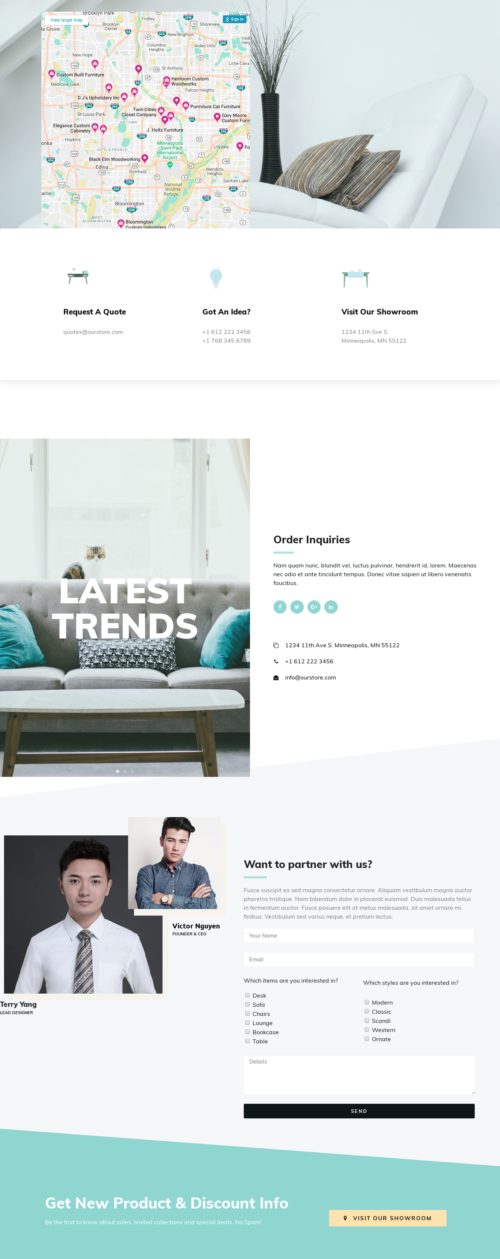 View larger map
Sign in
Custom Built Furniture
Heirloom Custom
Woodworks
D.J's Upholstery Inc
Twin Cities
Closet Company
Furniture Cat Furniture
Gary Moore
Elegance Custom
Cabinetry
J. Holtz Furniture
Minneapolis
Saint Paul
International
Airport
Black Elm Woodworking
Edina
Bloomington
Bloomington
Custom Upholstery
Request A Quote
quotes@ourstore.com
Got An Idea?
+1 612 222 3456
+1 768 345 6789
Visit Our Showroom
1234 11th Sve S.
Minneapolis, MN 55122
LATEST
TRENDS
Order Inquiries
Nam quam nunc, blandit vel, luctus pulvinar, hendrerit id, lorem. Maecenas
nec odio et ante tincidunt tempus. Donec vitae sapien ut libero venenatis
faucibus.
1234 11th Ave S. Minneapolis, MN 55122
+1 612 222 3456
info@ourstore.com
Victor Nguyen
FOUNDER & CEO
Terry Yang
LEAD DESIGNER
Want to partner with us?
Fusce suscipit ex sed magna consectetur ornare. Aliquam vestibulum magna auctor
pharetra tristique. Nam bibendum dolor in placerat euismod. Duis malesuada tellus
in fermentum auctor. Fusce posuere elit at metus malesuada, sit amet ornare mi
finibus. Vestibulum sed varius neque, et pretium lectus.
Your Name
Email
Which items are you interested in?
Desk
Sofa
Chairs
Lounge
Bookcase
Table
Which styles are you interested in?
Modern
Classic
Scandi
Western
Ornate
Details
SEND
Get New Product & Discount Info
Be the first to know about sales, limited collections and special deals. No Spam!
VISIT OUR SHOWROOM